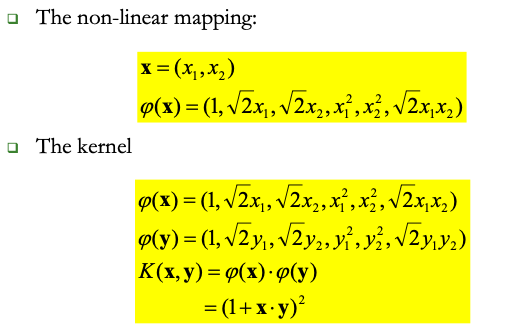 The non-linear mapping:
x = (x₁, x₂)
φ(x) = (1, √2x₁, √2x₂, x₁², x₂², √2x₁x₂)
The kernel
φ(x) = (1, √2x₁, √2x₂, x₁², x₂², √2x₁x₂)
φ(y) = (1, √2y₁, √2y₂, y₁², y₂², √2y₁y₂)
K(x, y) = φ(x)·φ(y)
= (1 + x·y)²